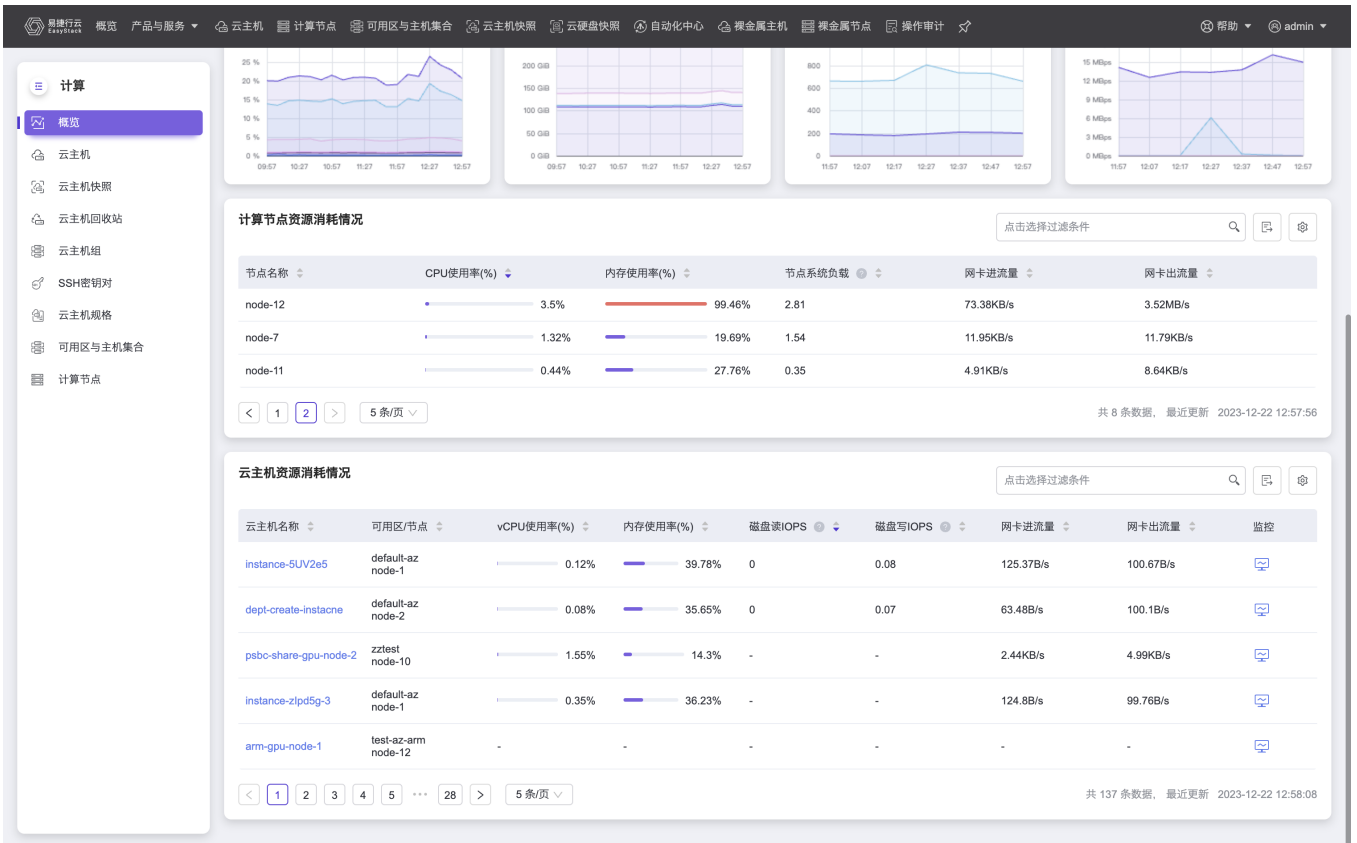 易捷行云 EasyStack 概览 产品与服务 云主机 计算节点 可用区与主机集合 云主机快照 云硬盘快照 自动化中心 裸金属主机 裸金属节点 操作审计 帮助 admin
计算
概览
云主机
云主机快照
云主机回收站
云主机组
SSH密钥对
云主机规格
可用区与主机集合
计算节点
25 %
20 %
15 %
10 %
5 %
0 %
09:57 10:27 10:57 11:27 11:57 12:27 12:57
200 GiB
150 GiB
100 GiB
50 GiB
0 GiB
09:57 10:27 10:57 11:27 11:57 12:27 12:57
800
600
400
200
0
11:57 12:07 12:17 12:27 12:37 12:47 12:57
15 MBps
12 MBps
9 MBps
6 MBps
3 MBps
0 MBps
11:57 12:07 12:17 12:27 12:37 12:47 12:57
计算节点资源消耗情况
点击选择过滤条件
节点名称 CPU使用率(%) 内存使用率(%) 节点系统负载 网卡进流量 网卡出流量
node-12 3.5% 99.46% 2.81 73.38KB/s 3.52MB/s
node-7 1.32% 19.69% 1.54 11.95KB/s 11.79KB/s
node-11 0.44% 27.76% 0.35 4.91KB/s 8.64KB/s
< 1 2 > 5 条/页 共 8 条数据, 最近更新 2023-12-22 12:57:56
云主机资源消耗情况
点击选择过滤条件
云主机名称 可用区/节点 vCPU使用率(%) 内存使用率(%) 磁盘读IOPS 磁盘写IOPS 网卡进流量 网卡出流量 监控
instance-5UV2e5 default-az node-1 0.12% 39.78% 0 0.08 125.37B/s 100.67B/s
dept-create-instacne default-az node-2 0.08% 35.65% 0 0.07 63.48B/s 100.1B/s
psbc-share-gpu-node-2 zztest node-10 1.55% 14.3% - - 2.44KB/s 4.99KB/s
instance-zlpd5g-3 default-az node-1 0.35% 36.23% - - 124.8B/s 99.76B/s
arm-gpu-node-1 test-az-arm node-12 - - - - - -
< 1 2 3 4 5 ··· 28 > 5 条/页 共 137 条数据, 最近更新 2023-12-22 12:58:08